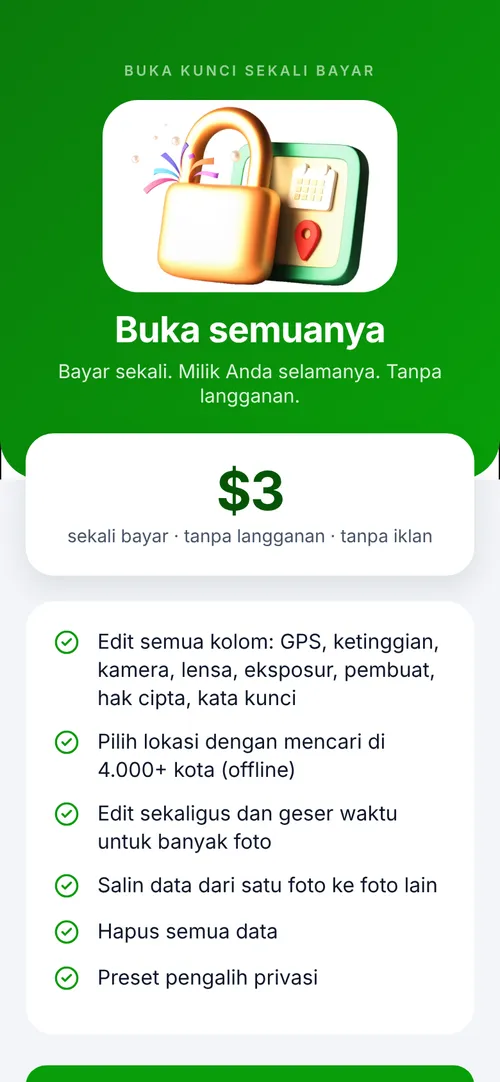 BUKA KUNCI SEKALI BAYAR
Buka semuanya
Bayar sekali. Milik Anda selamanya. Tanpa
langganan.
$3
sekali bayar · tanpa langganan · tanpa iklan
Edit semua kolom: GPS, ketinggian,
kamera, lensa, eksposur, pembuat,
hak cipta, kata kunci
Pilih lokasi dengan mencari di
4.000+ kota (offline)
Edit sekaligus dan geser waktu
untuk banyak foto
Salin data dari satu foto ke foto lain
Hapus semua data
Preset pengalih privasi